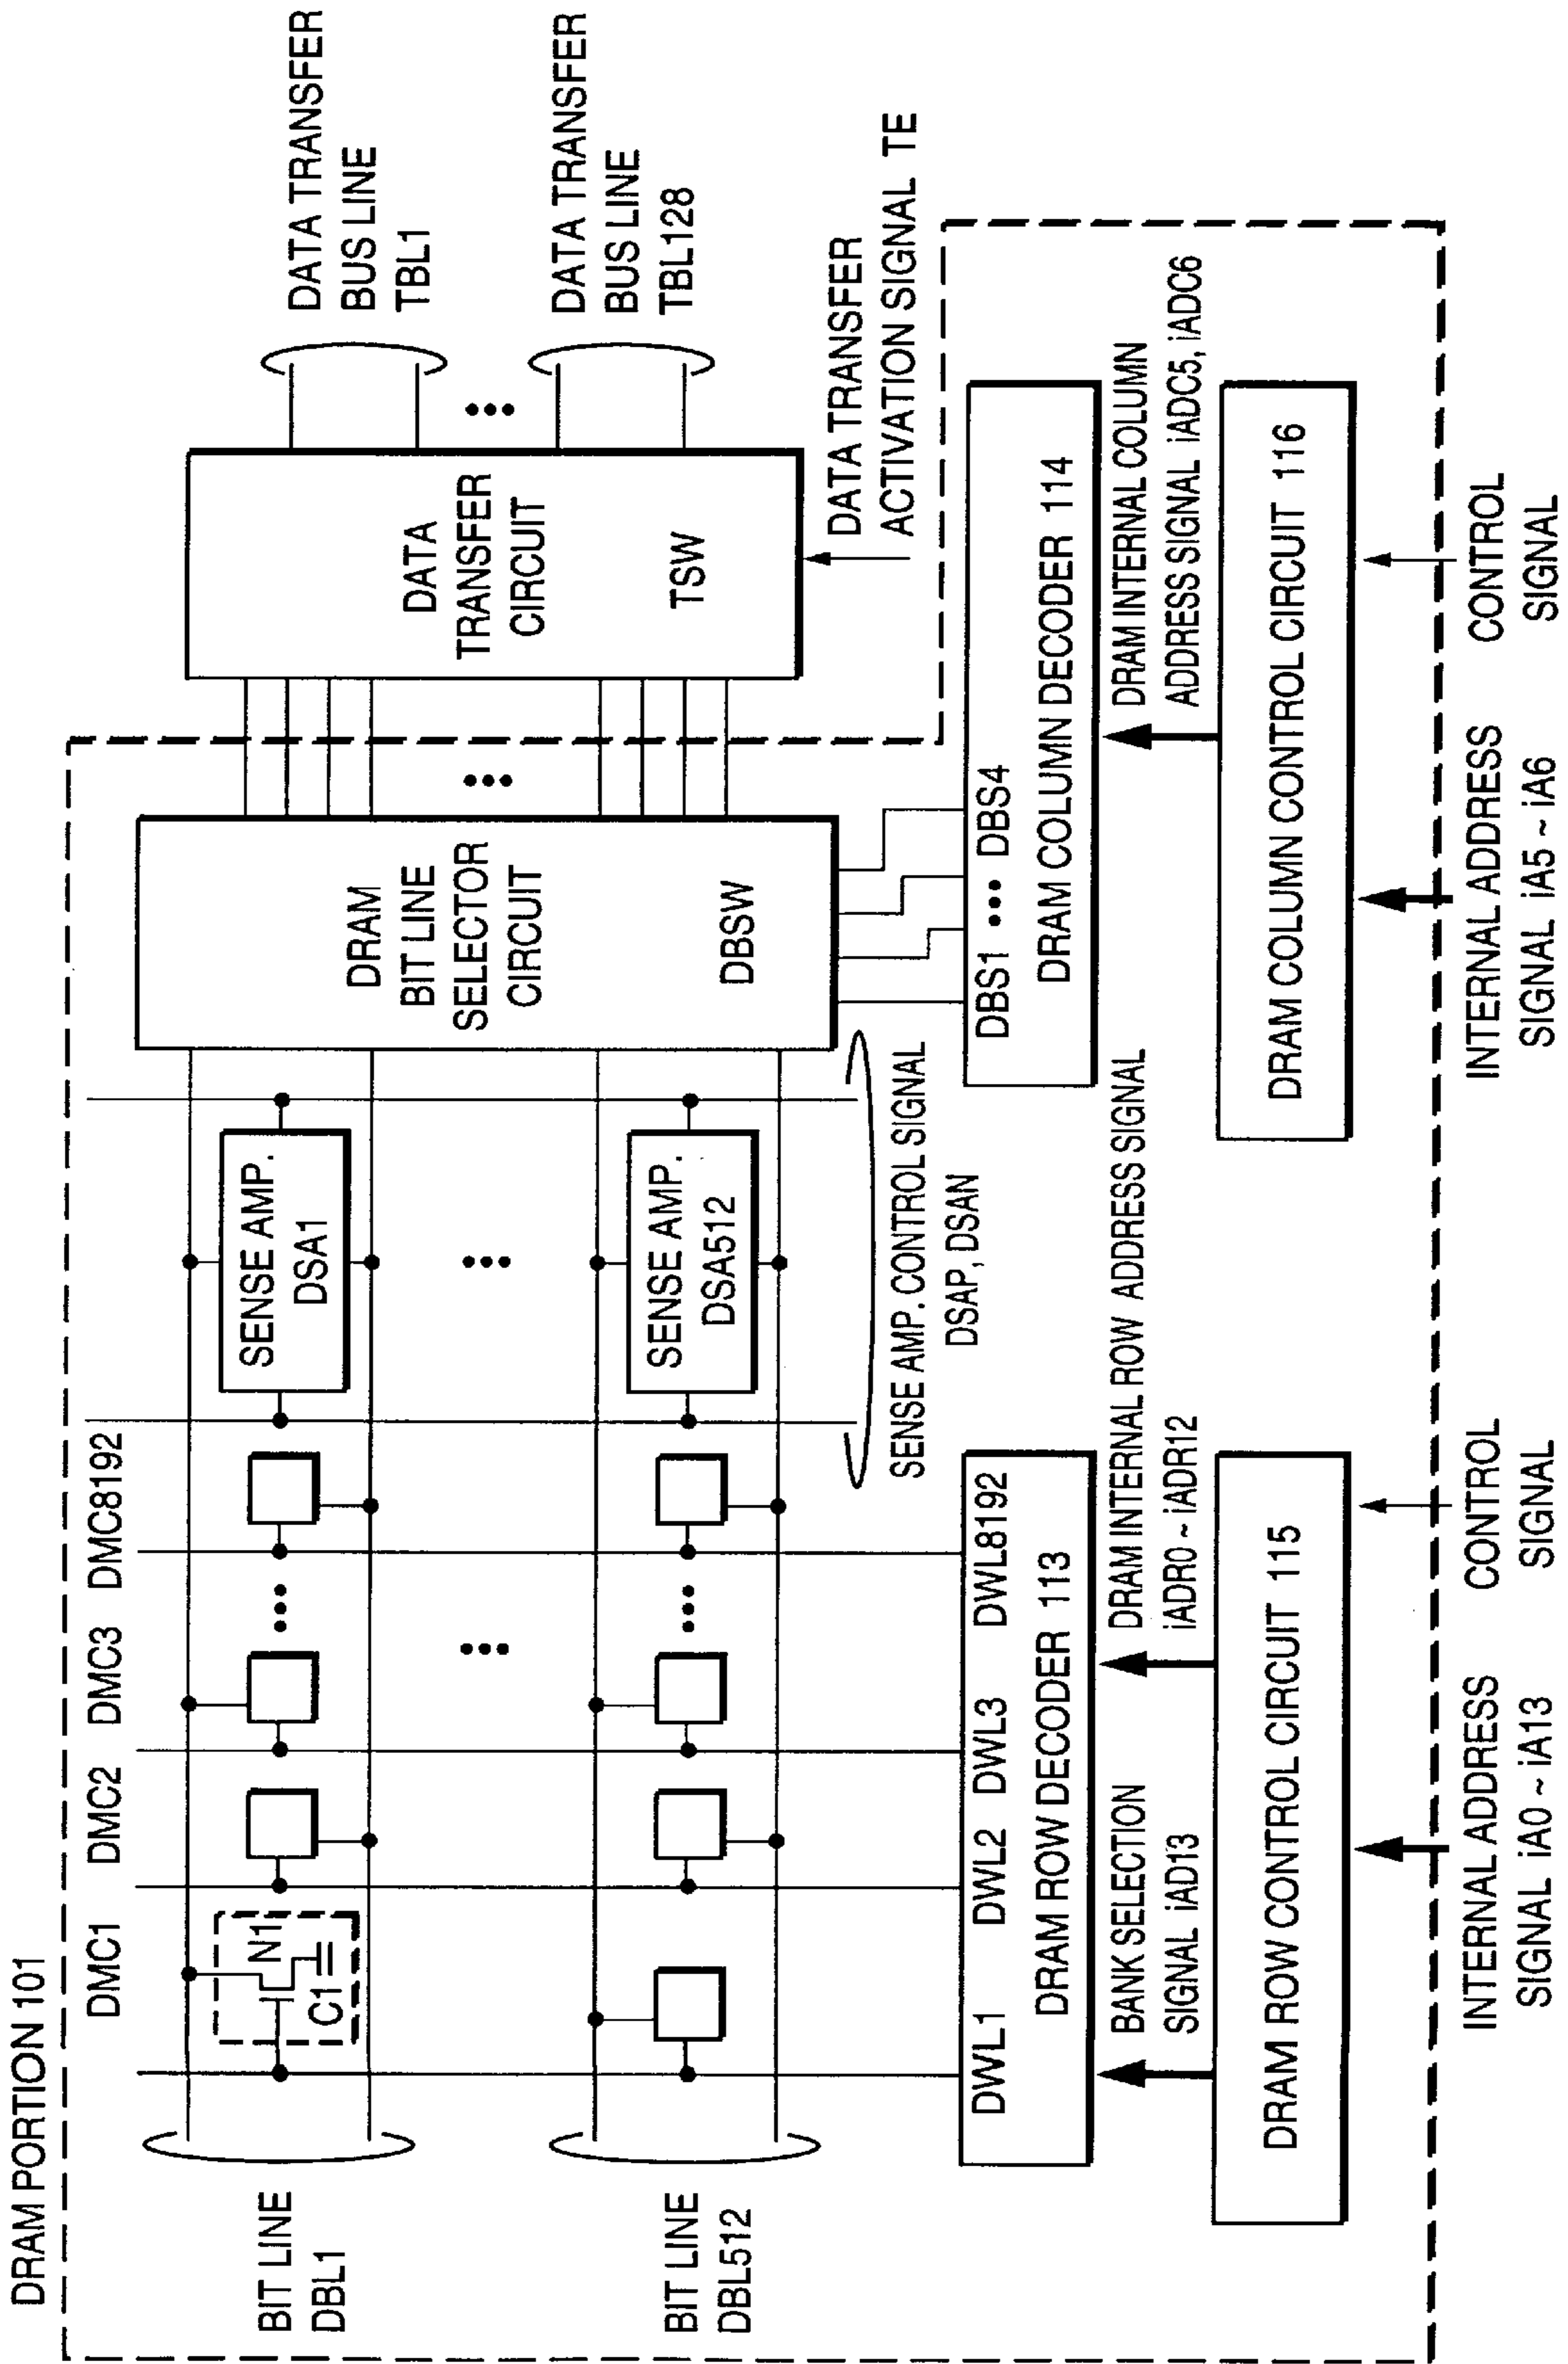 DRAM PORTION 101
DMC1
DMC2
DMC3
DMC8192
N1
C1
BIT LINE
DBL1
BIT LINE
DBL512
SENSE AMP.
DSA1
SENSE AMP.
DSA512
SENSE AMP. CONTROL SIGNAL
DSAP, DSAN
DRAM
BIT LINE
SELECTOR
CIRCUIT
DBSW
DATA
TRANSFER
CIRCUIT
TSW
DATA TRANSFER
BUS LINE
TBL1
DATA TRANSFER
BUS LINE
TBL128
DATA TRANSFER
ACTIVATION SIGNAL TE
DWL1
DWL2
DWL3
DWL8192
DRAM ROW DECODER 113
DBS1 ••• DBS4
DRAM COLUMN DECODER 114
BANK SELECTION
SIGNAL iAD13
DRAM INTERNAL ROW ADDRESS SIGNAL
iADR0 ~ iADR12
DRAM INTERNAL COLUMN
ADDRESS SIGNAL iADC5, iADC6
DRAM ROW CONTROL CIRCUIT 115
DRAM COLUMN CONTROL CIRCUIT 116
INTERNAL ADDRESS
SIGNAL iA0 ~ iA13
CONTROL
SIGNAL
INTERNAL ADDRESS
SIGNAL iA5 ~ iA6
CONTROL
SIGNAL